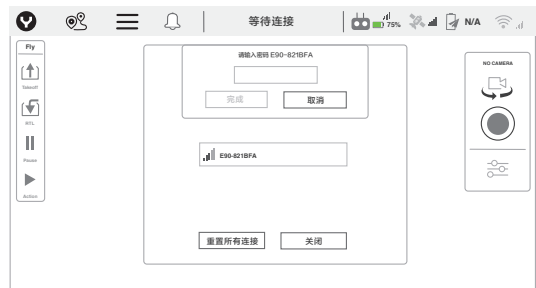 等待连接
75%
N/A
Fly
Takeoff
RTL
Pause
Action
请输入密码 E90-821BFA
完成
取消
E90-821BFA
重置所有连接
关闭
NO CAMERA